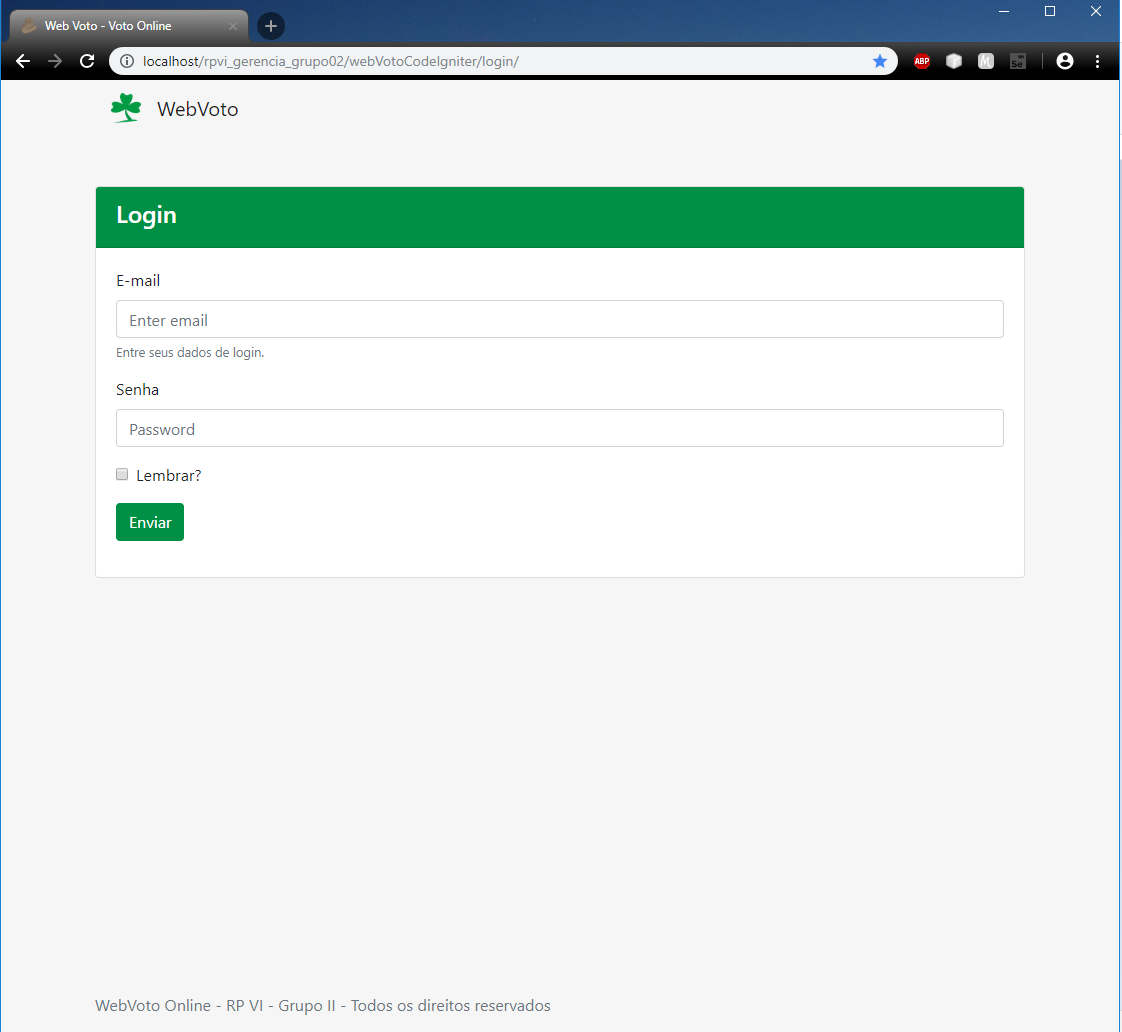 Web Voto - Voto Online
localhost/rpvi_gerencia_grupo02/webVotoCodeIgniter/login/
ABP
M
Se
WebVoto
Login
E-mail
Enter email
Entre seus dados de login.
Senha
Password
Lembrar?
Enviar
WebVoto Online - RP VI - Grupo II - Todos os direitos reservados